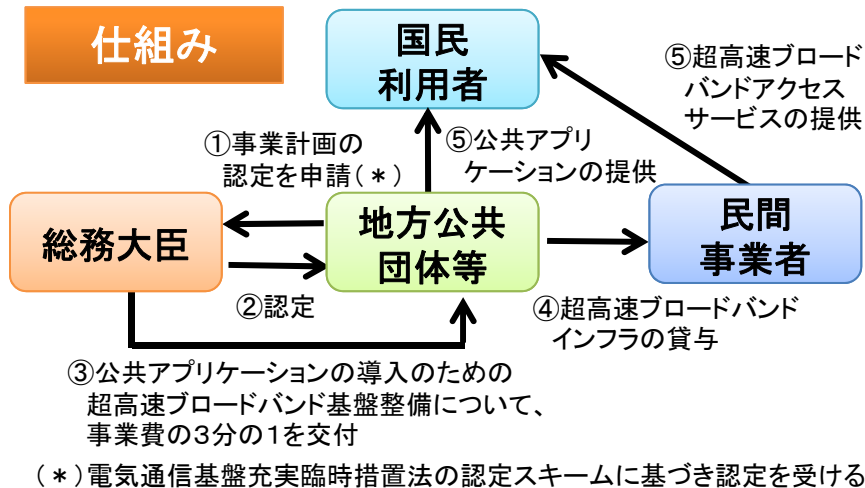 仕組み
国民
利用者
⑤超高速ブロード
バンドアクセス
サービスの提供
①事業計画の
認定を申請(*)
⑤公共アプリ
ケーションの提供
総務大臣
地方公共
団体等
民間
事業者
②認定
④超高速ブロードバンド
インフラの貸与
③公共アプリケーションの導入のための
超高速ブロードバンド基盤整備について、
事業費の3分の1を交付
(*)電気通信基盤充実臨時措置法の認定スキームに基づき認定を受ける